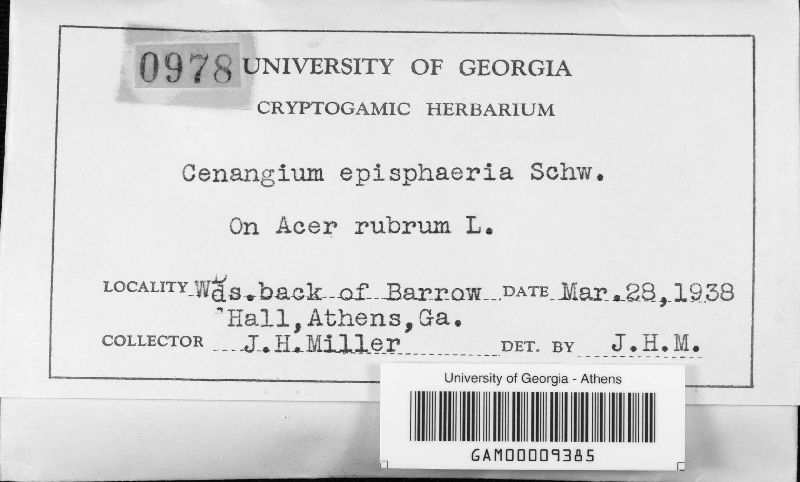 0978 UNIVERSITY OF GEORGIA
CRYPTOGAMIC HERBARIUM
Cenangium episphaeria Schw.
On Acer rubrum L.
LOCALITY Wds.back of Barrow DATE Mar.28,1938
Hall,Athens,Ga.
COLLECTOR J.H.Miller DET. BY J.H.M.
University of Georgia - Athens
GAM00009385